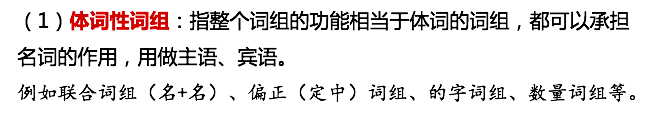 （1）体词性词组：指整个词组的功能相当于体词的词组，都可以承担
名词的作用，用做主语、宾语。
例如联合词组（名+名）、偏正（定中）词组、的字词组、数量词组等。